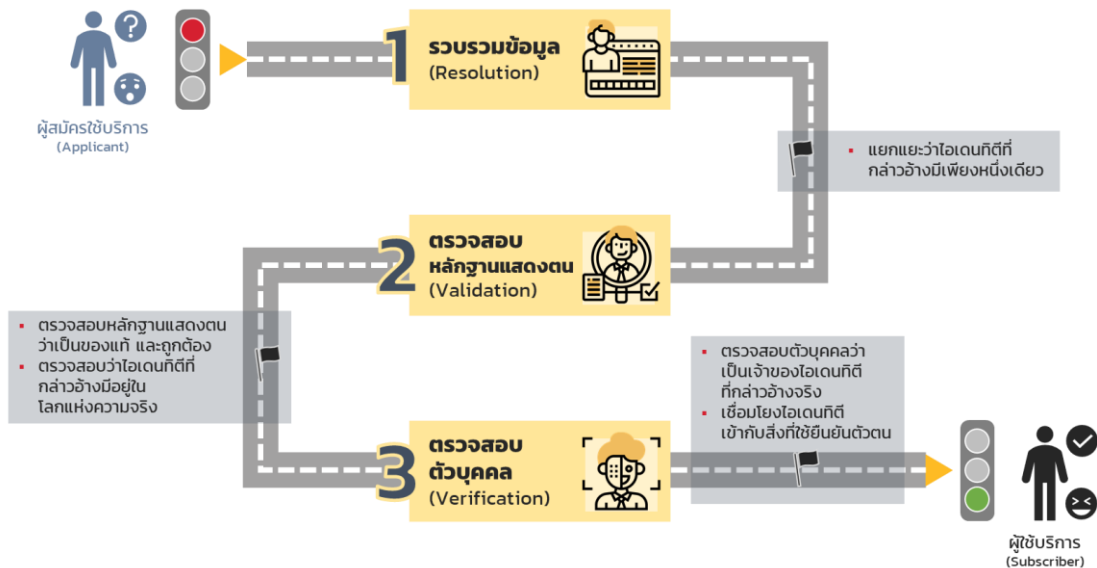 ผู้สมัครใช้บริการ
(Applicant)
1
รวบรวมข้อมูล
(Resolution)
▪ แยกแยะว่าไอเดนทิตีที่
กล่าวอ้างมีเพียงหนึ่งเดียว
2
ตรวจสอบ
หลักฐานแสดงตน
(Validation)
▪ ตรวจสอบหลักฐานแสดงตน
ว่าเป็นของแท้ และถูกต้อง
▪ ตรวจสอบว่าไอเดนทิตีที่
กล่าวอ้างมีอยู่ใน
โลกแห่งความจริง
3
ตรวจสอบ
ตัวบุคคล
(Verification)
▪ ตรวจสอบตัวบุคคลว่า
เป็นเจ้าของไอเดนทิตี
ที่กล่าวอ้างจริง
▪ เชื่อมโยงไอเดนทิตี
เข้ากับสิ่งที่ใช้ยืนยันตัวตน
ผู้ใช้บริการ
(Subscriber)